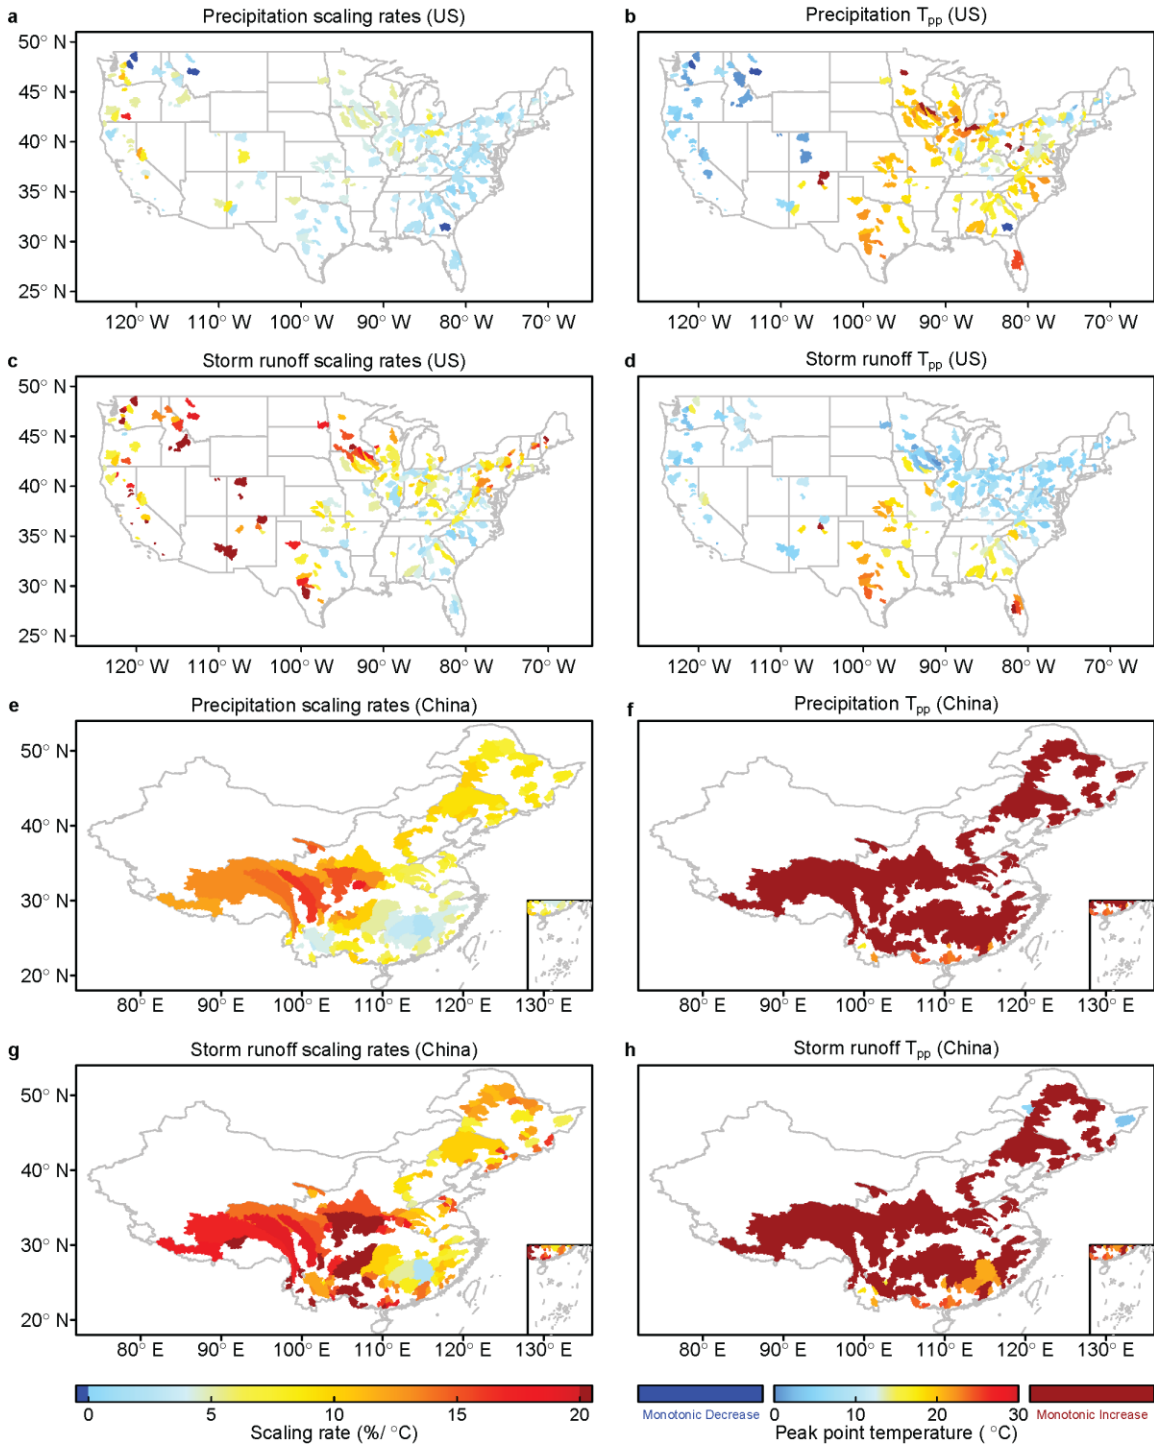 a Precipitation scaling rates (US)
50° N
45° N
40° N
35° N
30° N
25° N
120° W 110° W 100° W 90° W 80° W 70° W
b Precipitation Tpp (US)
120° W 110° W 100° W 90° W 80° W 70° W
c Storm runoff scaling rates (US)
50° N
45° N
40° N
35° N
30° N
25° N
120° W 110° W 100° W 90° W 80° W 70° W
d Storm runoff Tpp (US)
120° W 110° W 100° W 90° W 80° W 70° W
e Precipitation scaling rates (China)
50° N
40° N
30° N
20° N
80° E 90° E 100° E 110° E 120° E 130° E
f Precipitation Tpp (China)
80° E 90° E 100° E 110° E 120° E 130° E
g Storm runoff scaling rates (China)
50° N
40° N
30° N
20° N
80° E 90° E 100° E 110° E 120° E 130° E
h Storm runoff Tpp (China)
80° E 90° E 100° E 110° E 120° E 130° E
0 5 10 15 20
Scaling rate (%/ °C)
Monotonic Decrease
0 10 20 30
Peak point temperature ( °C)
Monotonic Increase